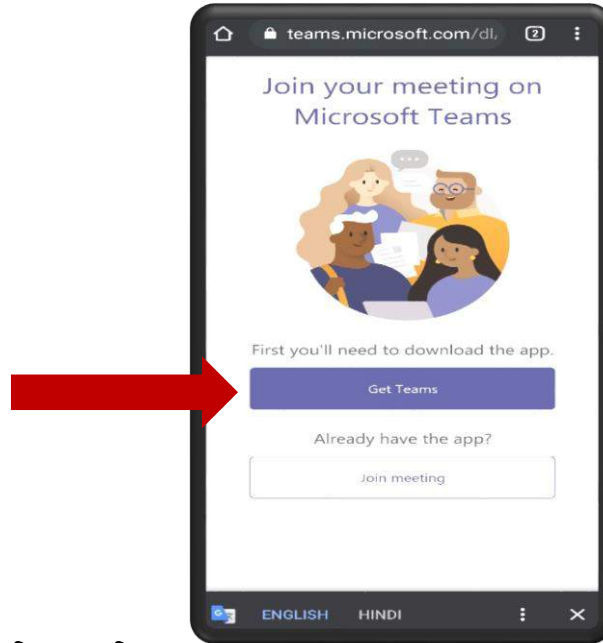 teams.microsoft.com/dl,
2
Join your meeting on
Microsoft Teams
First you'll need to download the app.
Get Teams
Already have the app?
Join meeting
ENGLISH HINDI